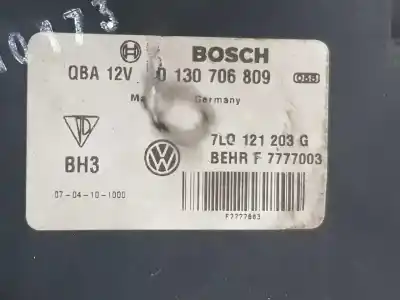 10173
BOSCH
QBA 12V 0 130 706 809
Germany
7L0 121 203 G
BH3
BEHR F 7777003
07-04-10-1000
F7777003